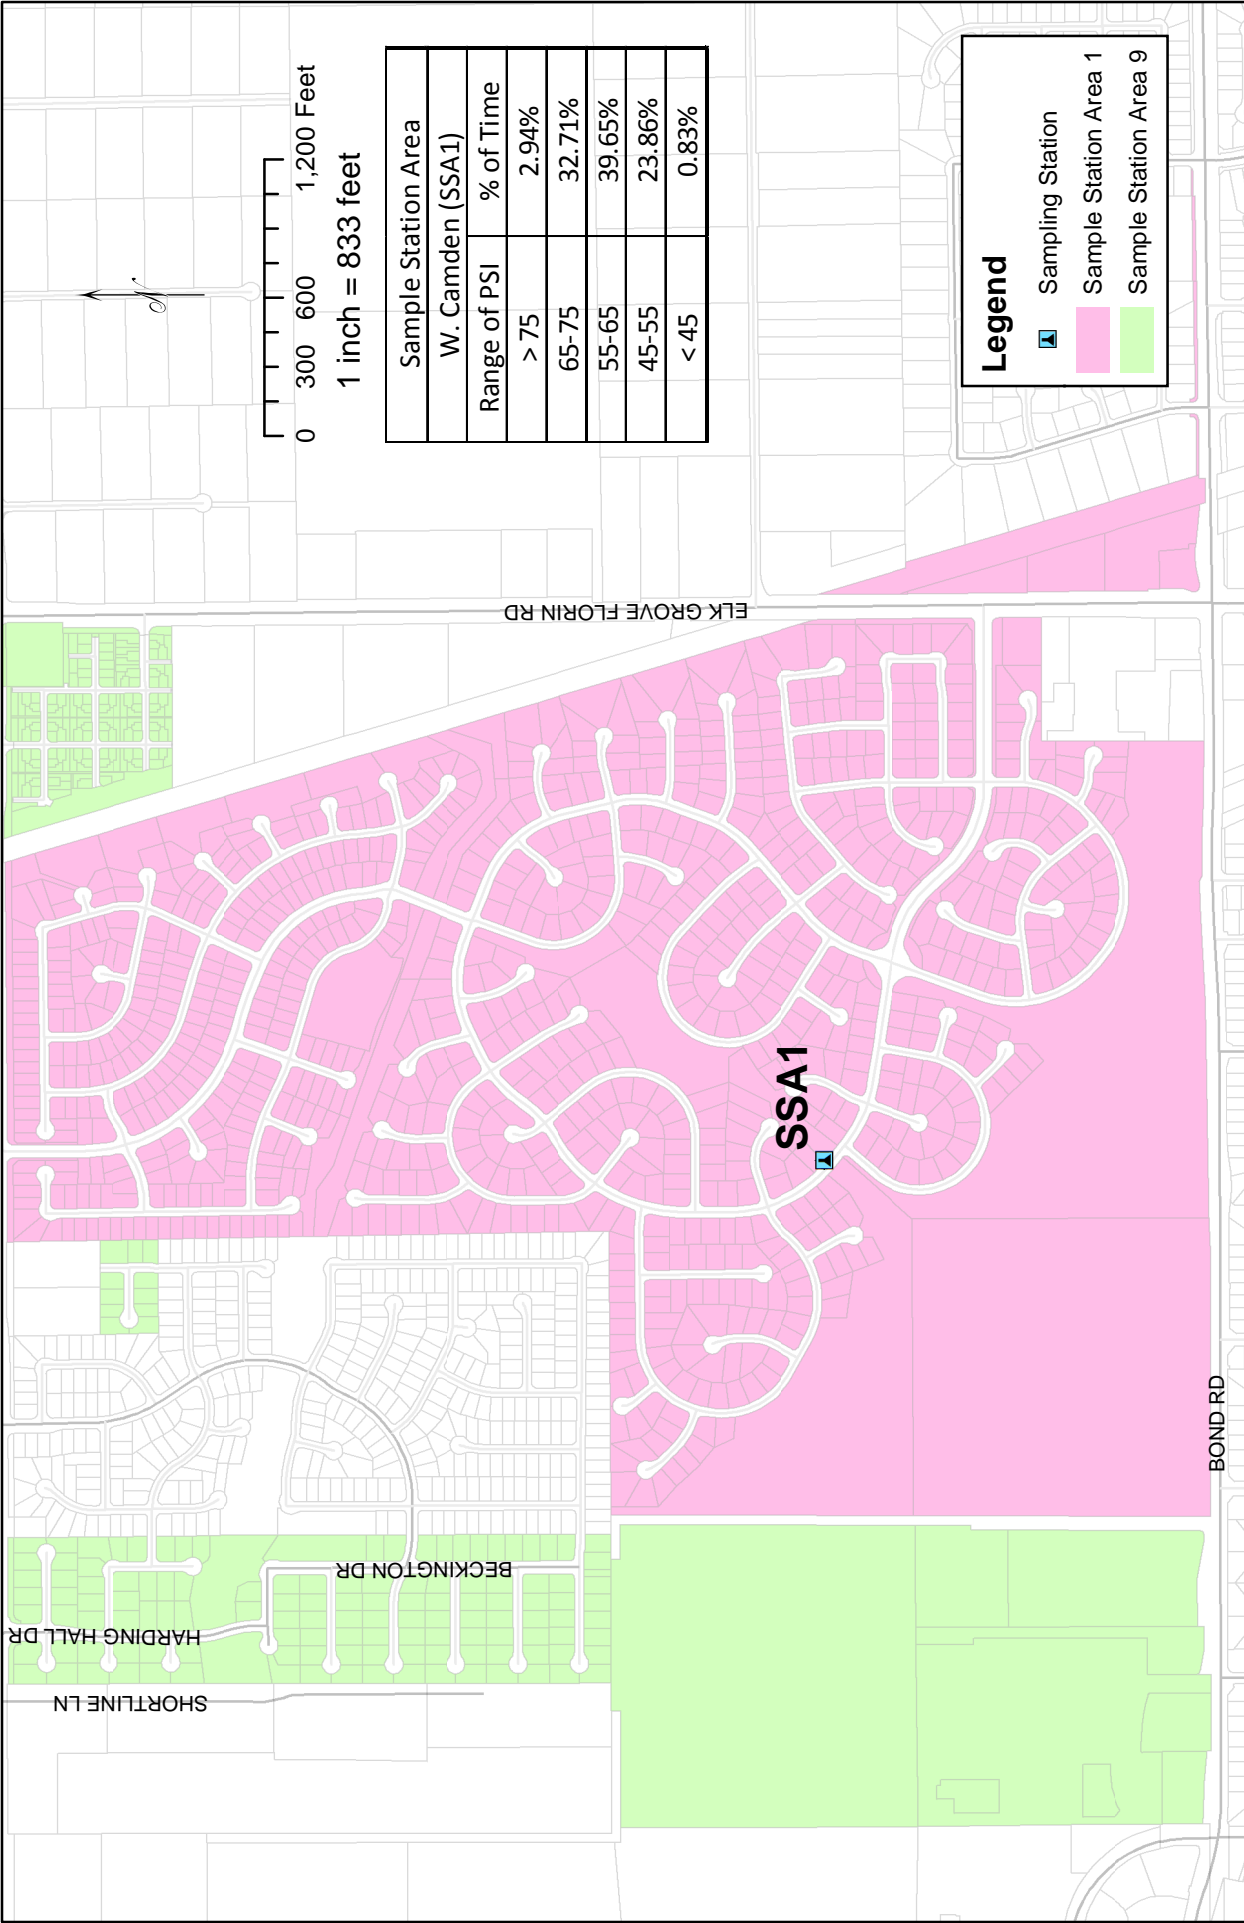 0 300 600 1,200 Feet
1 inch = 833 feet
Sample Station Area
W. Camden (SSA1)
Range of PSI % of Time
> 75 2.94%
65-75 32.71%
55-65 39.65%
45-55 23.86%
< 45 0.83%
Legend
Sampling Station
Sample Station Area 1
Sample Station Area 9
ELK GROVE FLORIN RD
SSA1
BECKINGTON DR
HARDING HALL DR
SHORTLINE LN
BOND RD